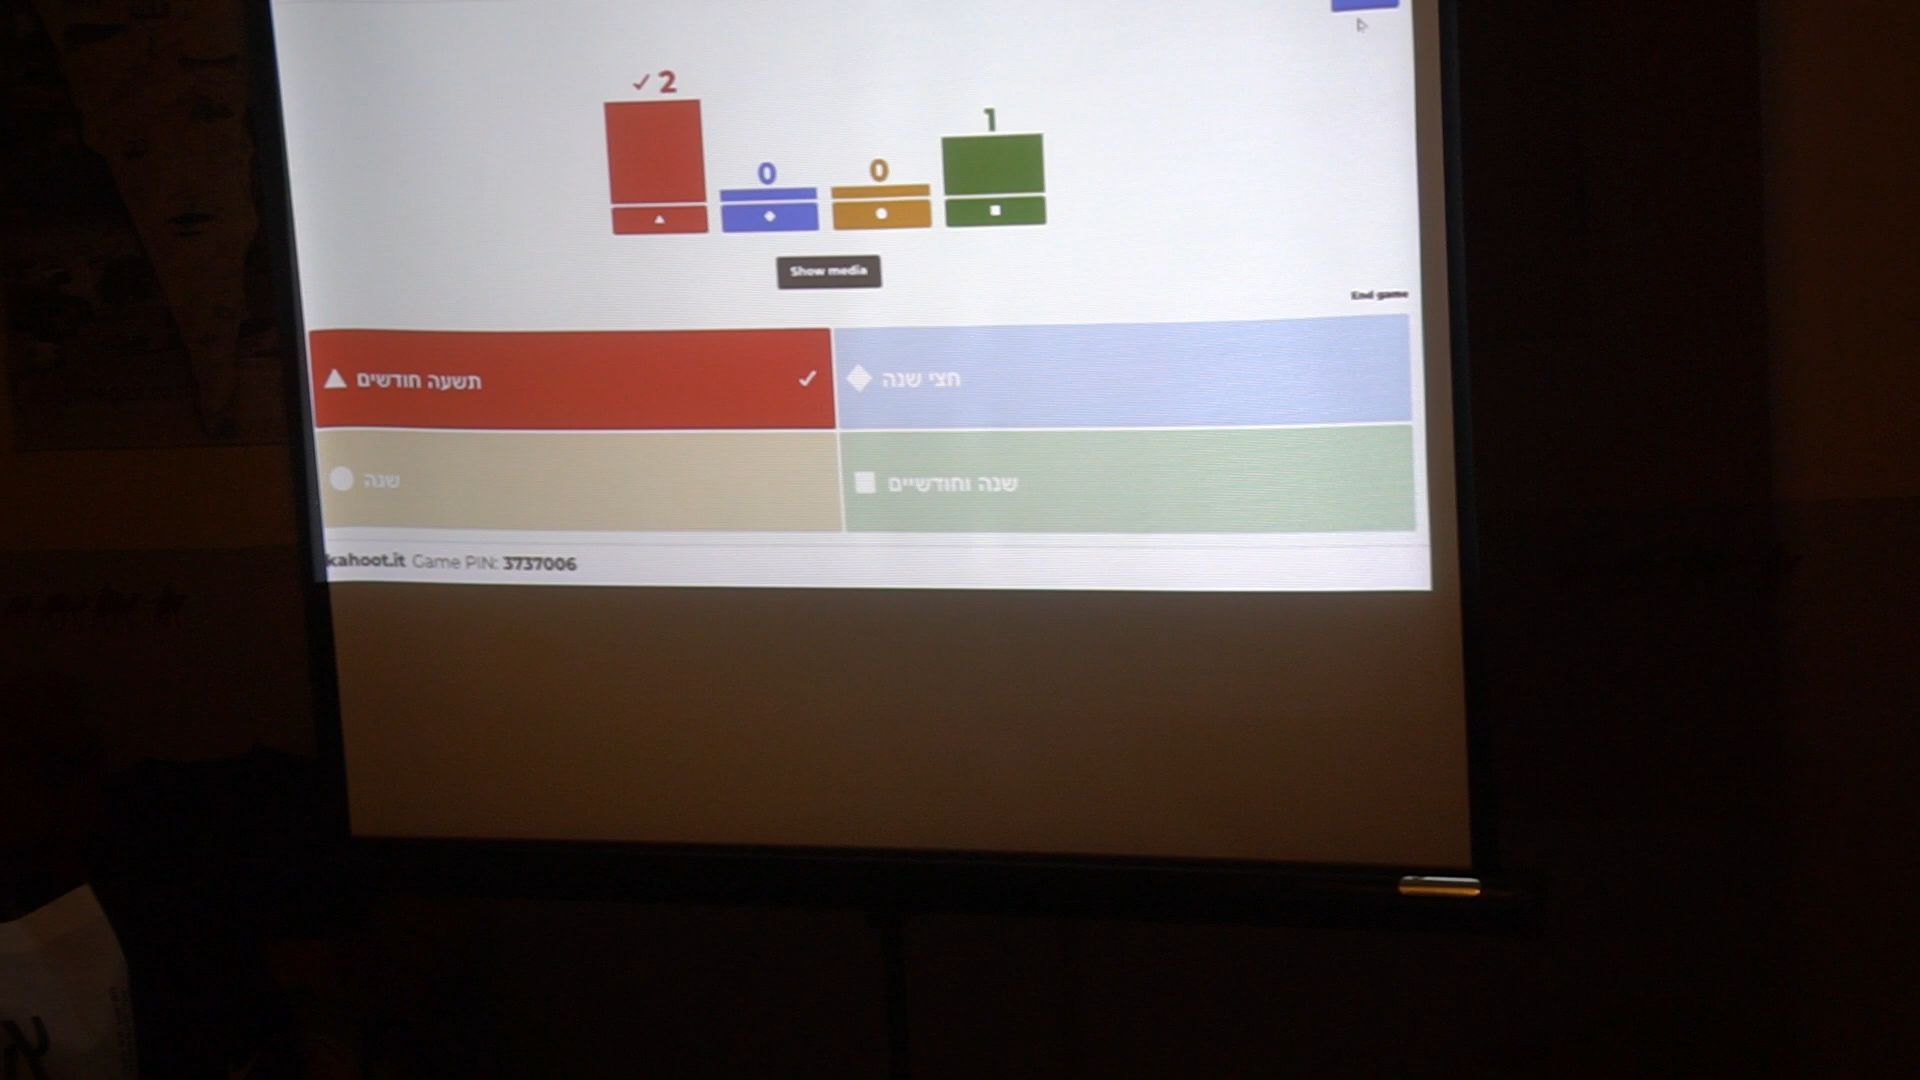 2
0
0
1
Show media
End game
תשעה חודשים
חצי שנה
שנה
שנה וחודשיים
kahoot.it Game PIN: 3737006